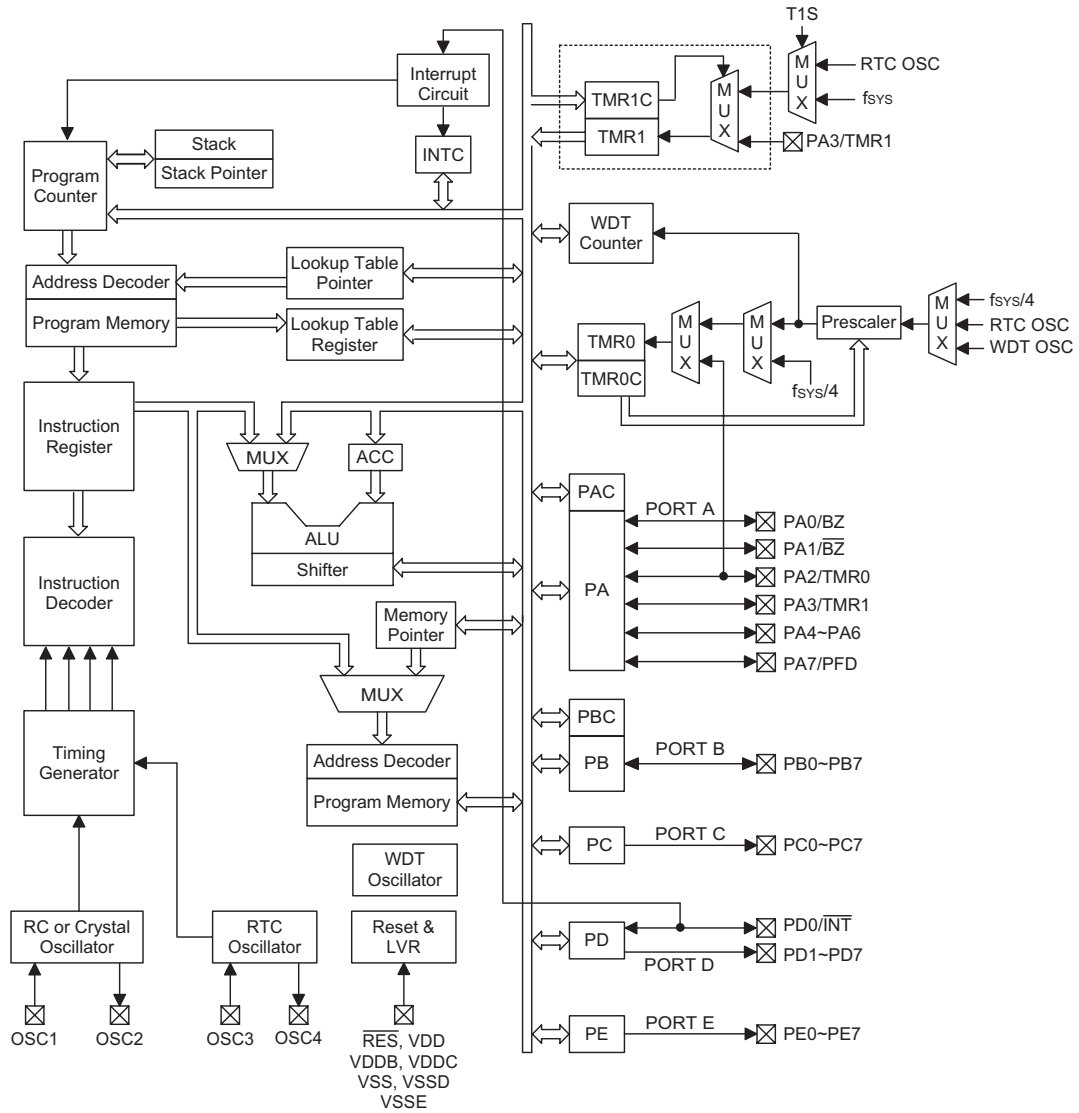 T1S
MUX
RTC OSC
fSYS
Interrupt
Circuit
TMR1C
TMR1
MUX
PA3/TMR1
Stack
Stack Pointer
INTC
Program
Counter
WDT
Counter
Address Decoder
Program Memory
Lookup Table
Pointer
Lookup Table
Register
TMR0
TMR0C
MUX
MUX
fSYS/4
Prescaler
MUX
fSYS/4
RTC OSC
WDT OSC
Instruction
Register
MUX
ACC
ALU
Shifter
PAC
PA
PORT A
PA0/BZ
PA1/B̅Z̅
PA2/TMR0
PA3/TMR1
PA4~PA6
PA7/PFD
Instruction
Decoder
Memory
Pointer
MUX
PBC
PB
PORT B
PB0~PB7
Timing
Generator
Address Decoder
Program Memory
PC
PORT C
PC0~PC7
WDT
Oscillator
RC or Crystal
Oscillator
RTC
Oscillator
Reset &
LVR
PD
PORT D
PD0/I̅N̅T̅
PD1~PD7
OSC1
OSC2
OSC3
OSC4
R̅E̅S̅, VDD
VDDB, VDDC
VSS, VSSD
VSSE
PE
PORT E
PE0~PE7